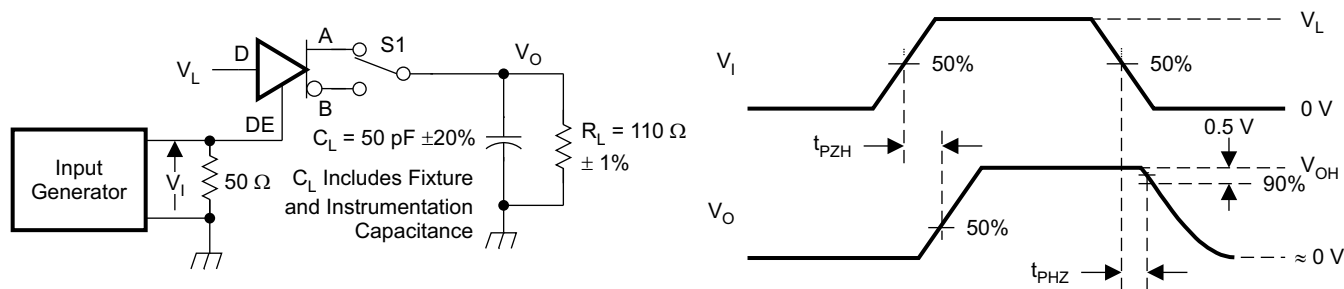 A
S1
D
V_L
B
DE
V_O
Input
Generator
V_I
50 Ω
C_L = 50 pF ±20%
C_L Includes Fixture
and Instrumentation
Capacitance
R_L = 110 Ω
± 1%
V_I
50%
50%
V_L
0 V
t_PZH
0.5 V
V_OH
90%
V_O
50%
≈ 0 V
t_PHZ